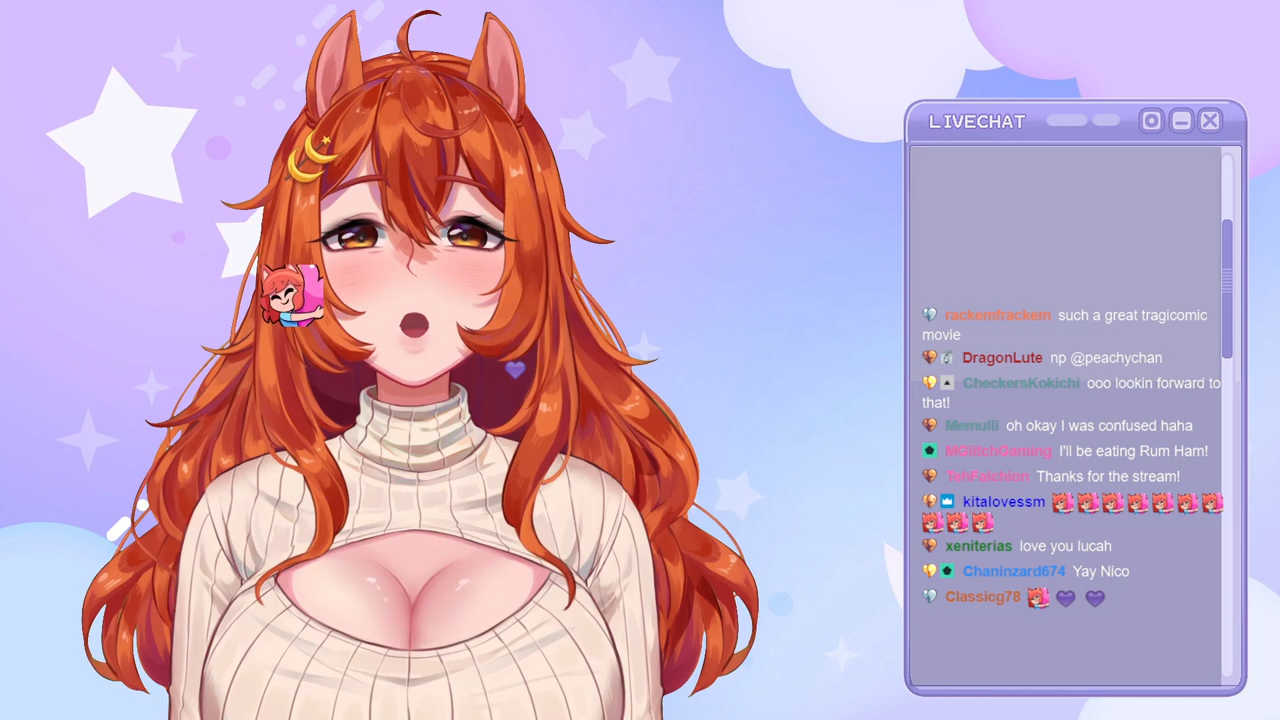 LIVECHAT
rackemfrackem such a great tragicomic
movie
DragonLute np @peachychan
CheckersKokichi ooo lookin forward to
that!
Memulli oh okay I was confused haha
MGlitchGaming I'll be eating Rum Ham!
TofiFalchion Thanks for the stream!
kitalovessm
xeniterias love you lucah
Chaninzard674 Yay Nico
Classicg78